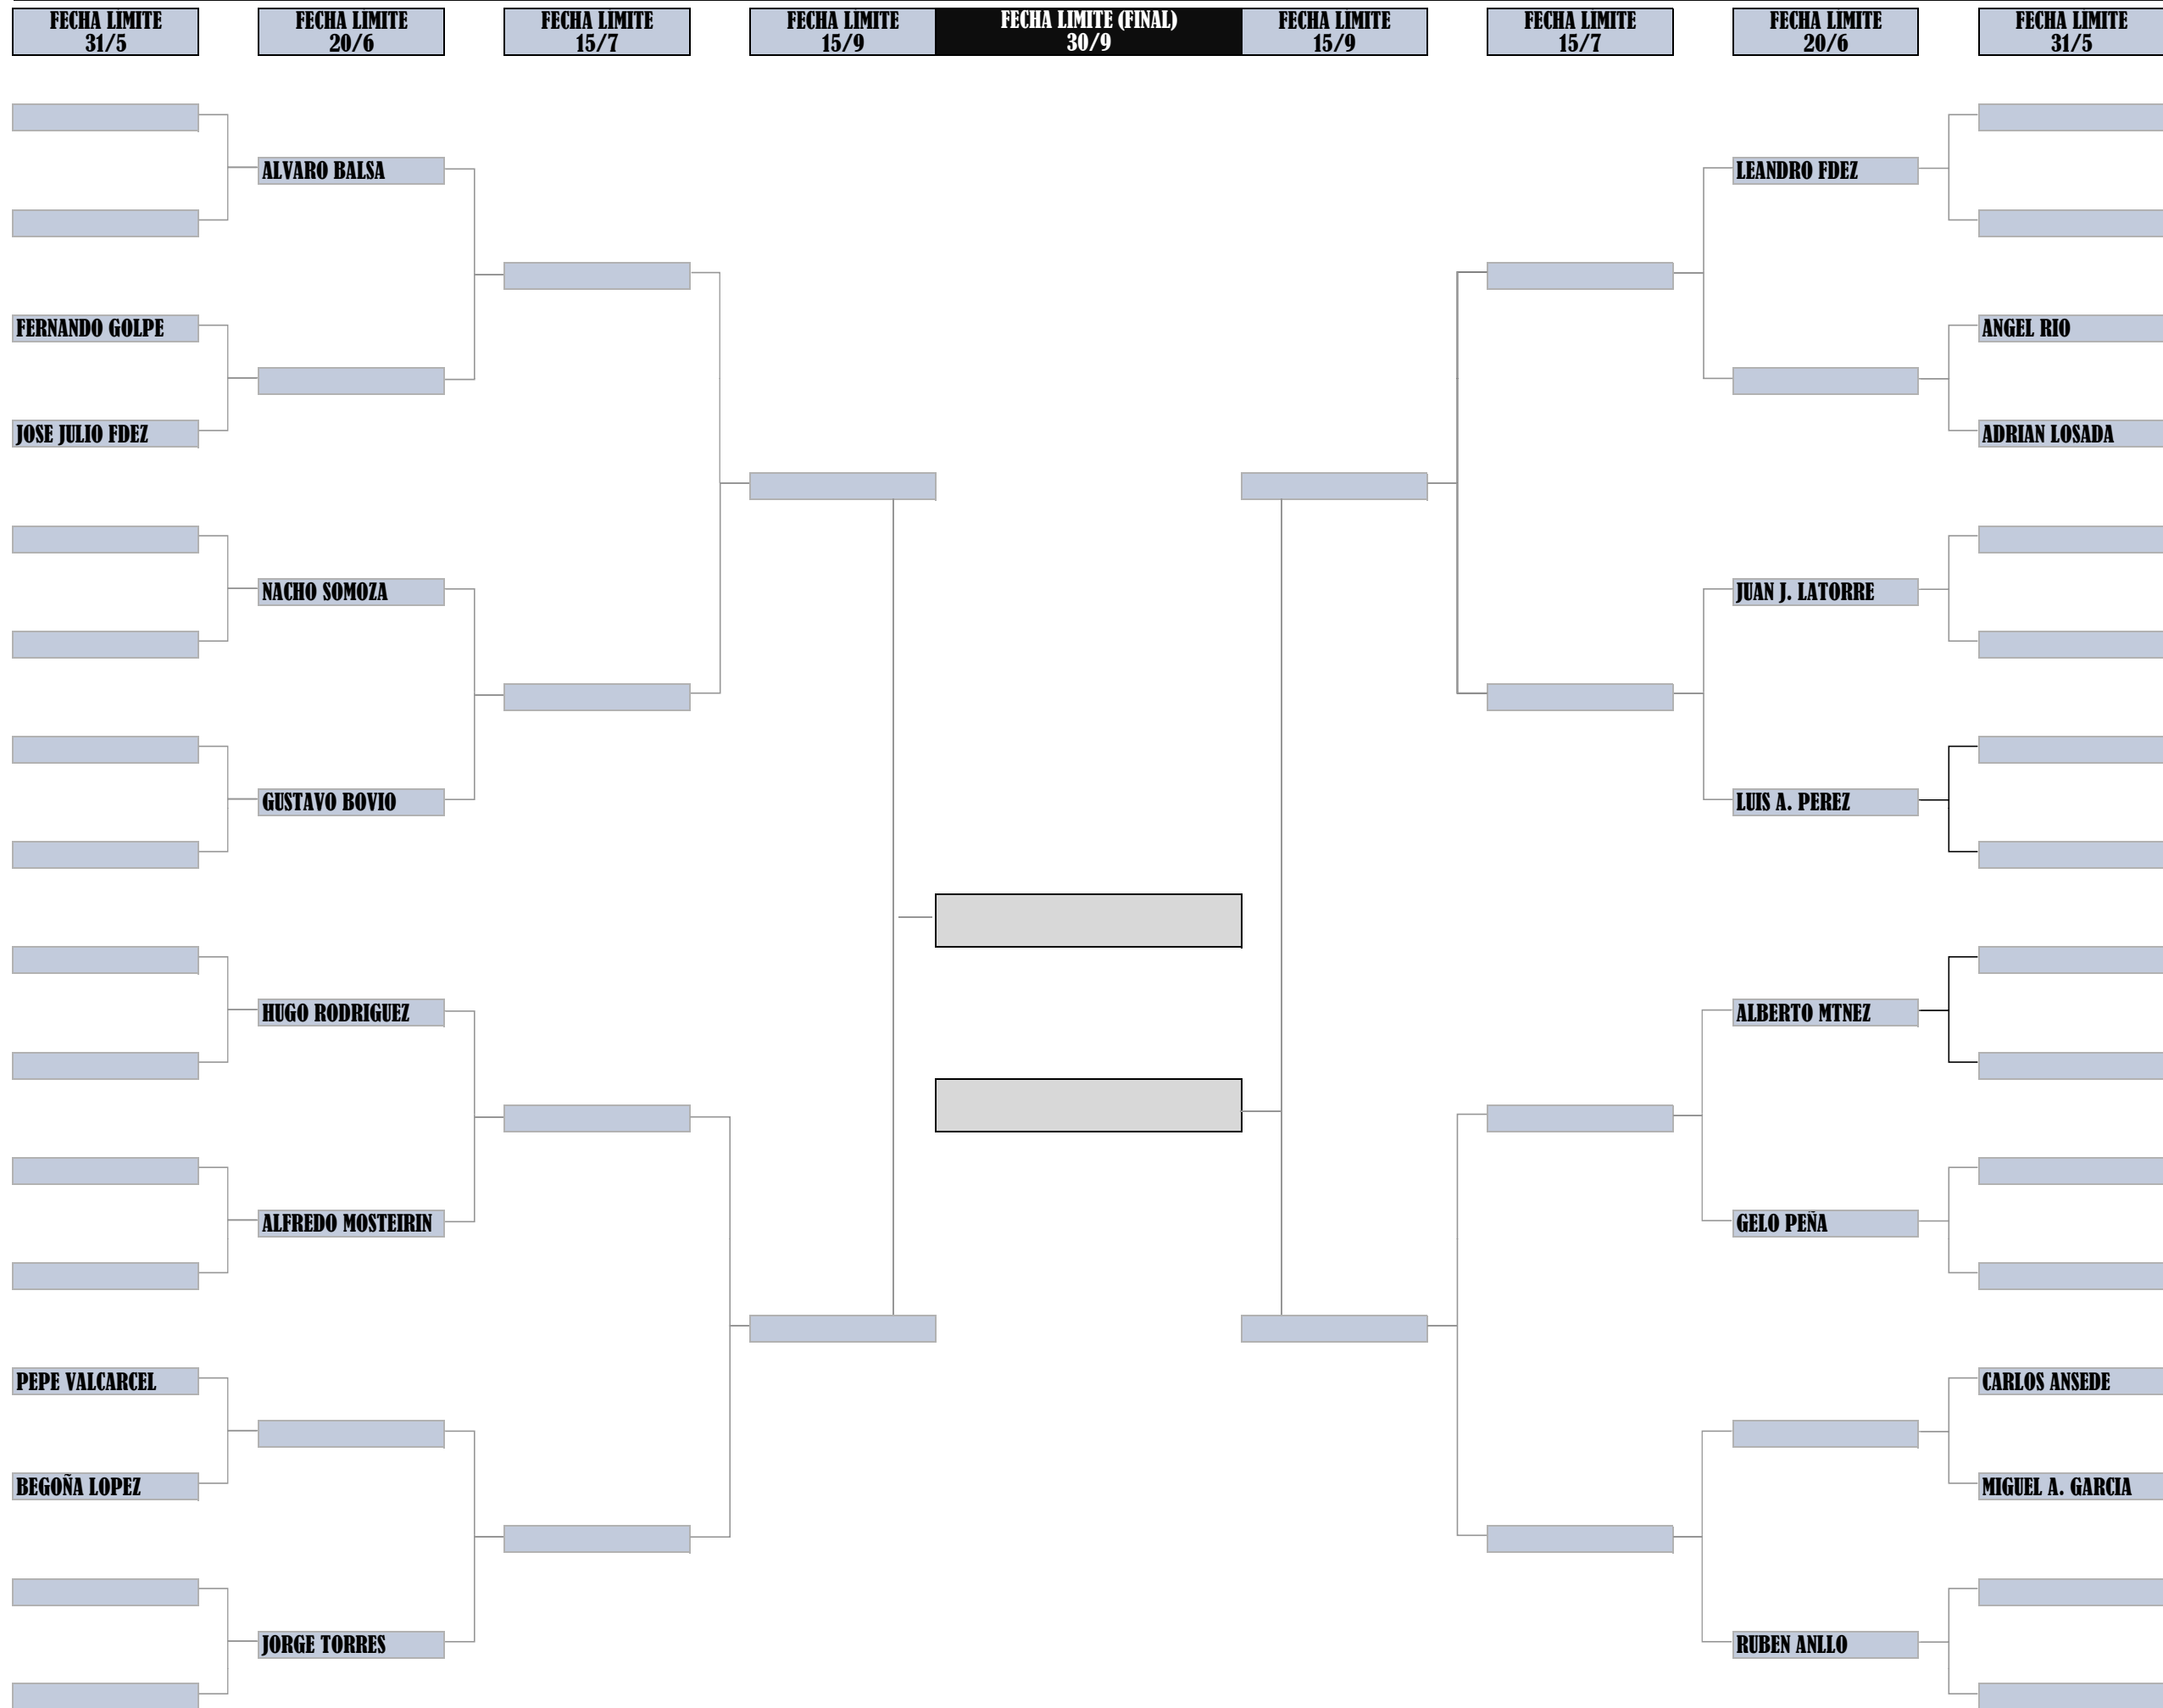 FECHA LIMITE
31/5
FECHA LIMITE
20/6
FECHA LIMITE
15/7
FECHA LIMITE
15/9
FECHA LIMITE (FINAL)
30/9
FECHA LIMITE
15/9
FECHA LIMITE
15/7
FECHA LIMITE
20/6
FECHA LIMITE
31/5
ALVARO BALSA
LEANDRO FDEZ
FERNANDO GOLPE
ANGEL RIO
JOSE JULIO FDEZ
ADRIAN LOSADA
NACHO SOMOZA
JUAN J. LATORRE
GUSTAVO BOVIO
LUIS A. PEREZ
HUGO RODRIGUEZ
ALBERTO MTNEZ
ALFREDO MOSTEIRIN
GELO PEÑA
PEPE VALCARCEL
CARLOS ANSEDE
BEGOÑA LOPEZ
MIGUEL A. GARCIA
JORGE TORRES
RUBEN ANLLO